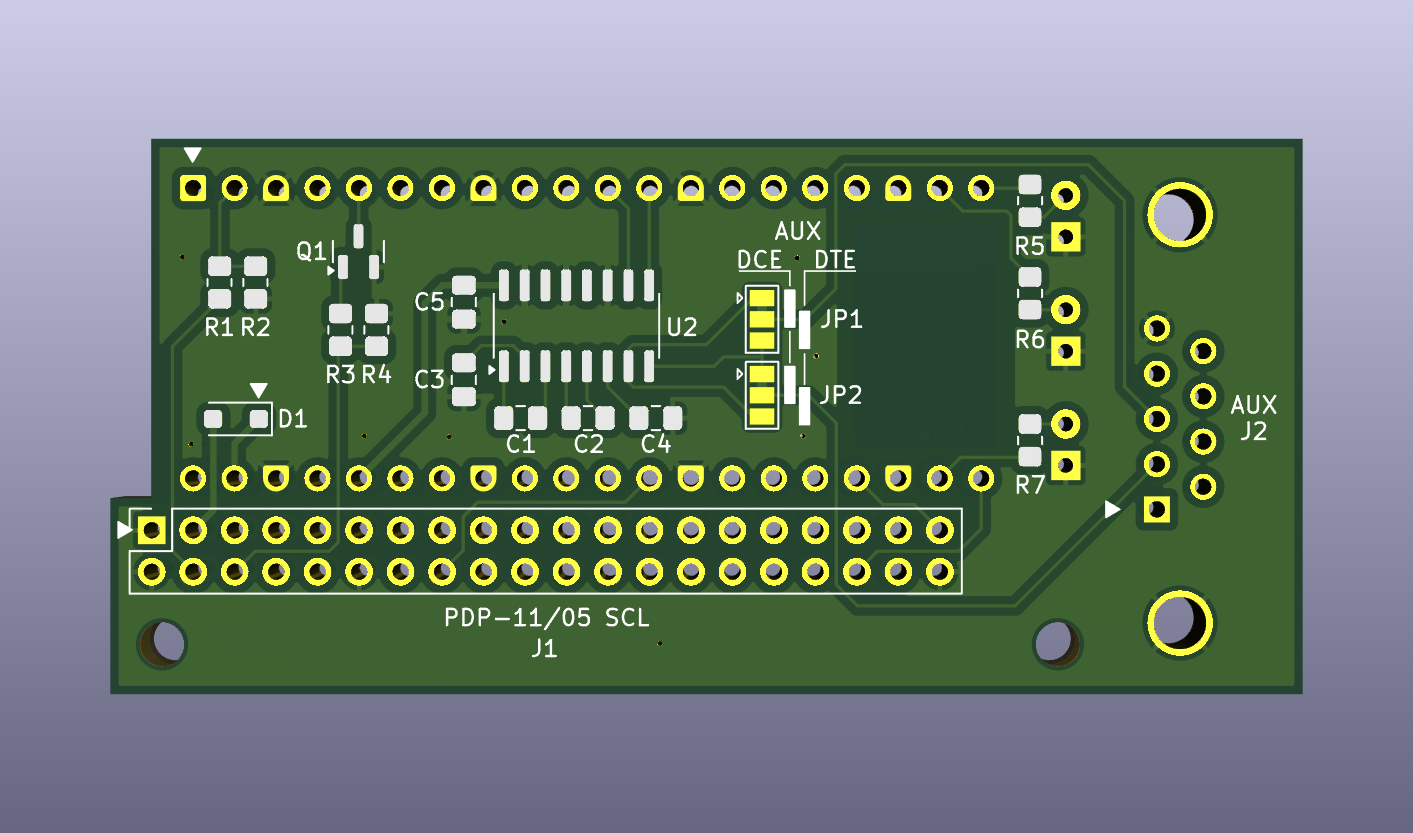 AUX
DCE DTE
Q1
R5
C5
R1 R2
U2
JP1
R6
R3 R4
C3
JP2
D1
AUX
J2
C1 C2 C4
R7
PDP-11/05 SCL
J1